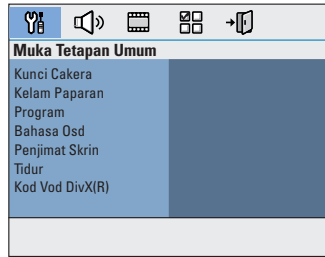 Muka Tetapan Umum
Kunci Cakera
Kelam Paparan
Program
Bahasa Osd
Penjimat Skrin
Tidur
Kod Vod DivX(R)